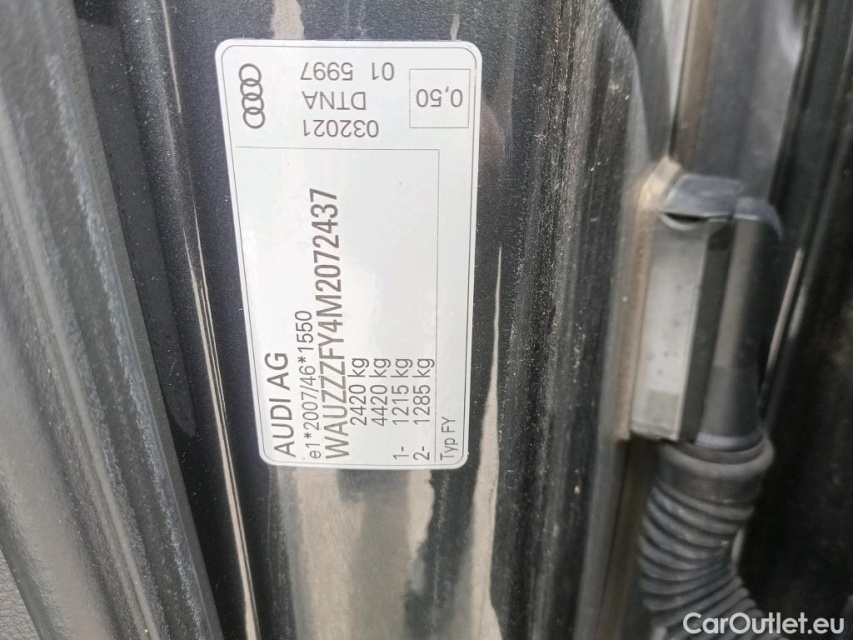 AUDI AG
e1*2007/46*1550
WAUZZZFY4M2072437
2420 kg
4420 kg
1- 1215 kg
2- 1285 kg
Typ FY
032021
DTNA
01 5997
0,50
CarOutlet.eu